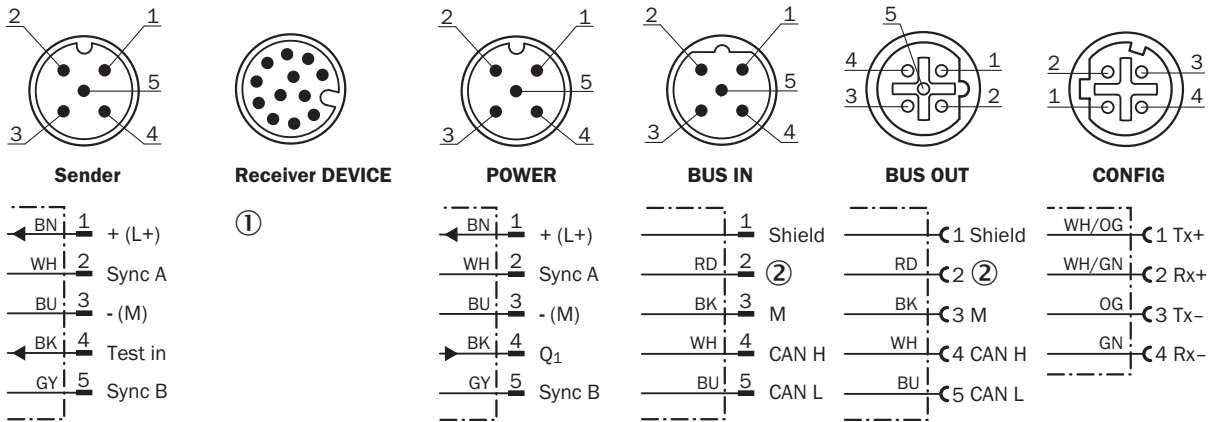 2 1
5
3 4
Sender
BN 1 + (L+)
WH 2 Sync A
BU 3 - (M)
BK 4 Test in
GY 5 Sync B
Receiver DEVICE
①
2 1
5
3 4
POWER
BN 1 + (L+)
WH 2 Sync A
BU 3 - (M)
BK 4 Q1
GY 5 Sync B
2 1
5
3 4
BUS IN
1 Shield
RD 2 ②
BK 3 M
WH 4 CAN H
BU 5 CAN L
5
4 1
3 2
BUS OUT
1 Shield
RD 2 ②
BK 3 M
WH 4 CAN H
BU 5 CAN L
2 3
1 4
CONFIG
WH/OG 1 Tx+
WH/GN 2 Rx+
OG 3 Tx–
GN 4 Rx–